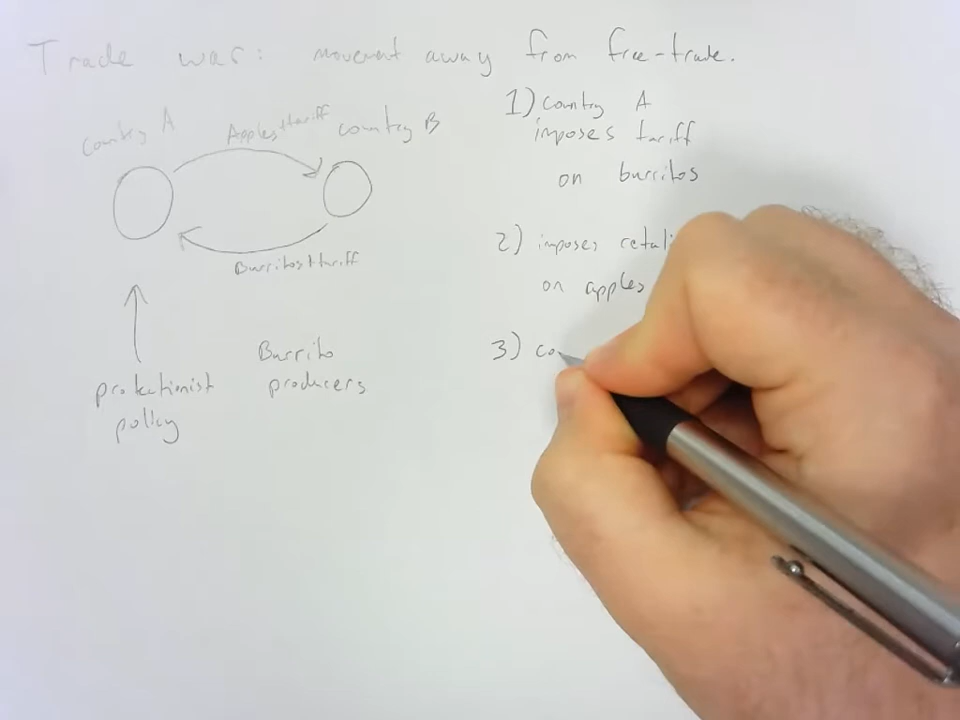 Trade war: movement away from free-trade.
country A
Apples+tariff
country B
Burritos+tariff
protectionist
policy
Burrito
producers
1) country A
imposes tariff
on burritos
2) imposes retali
on apples
3) co